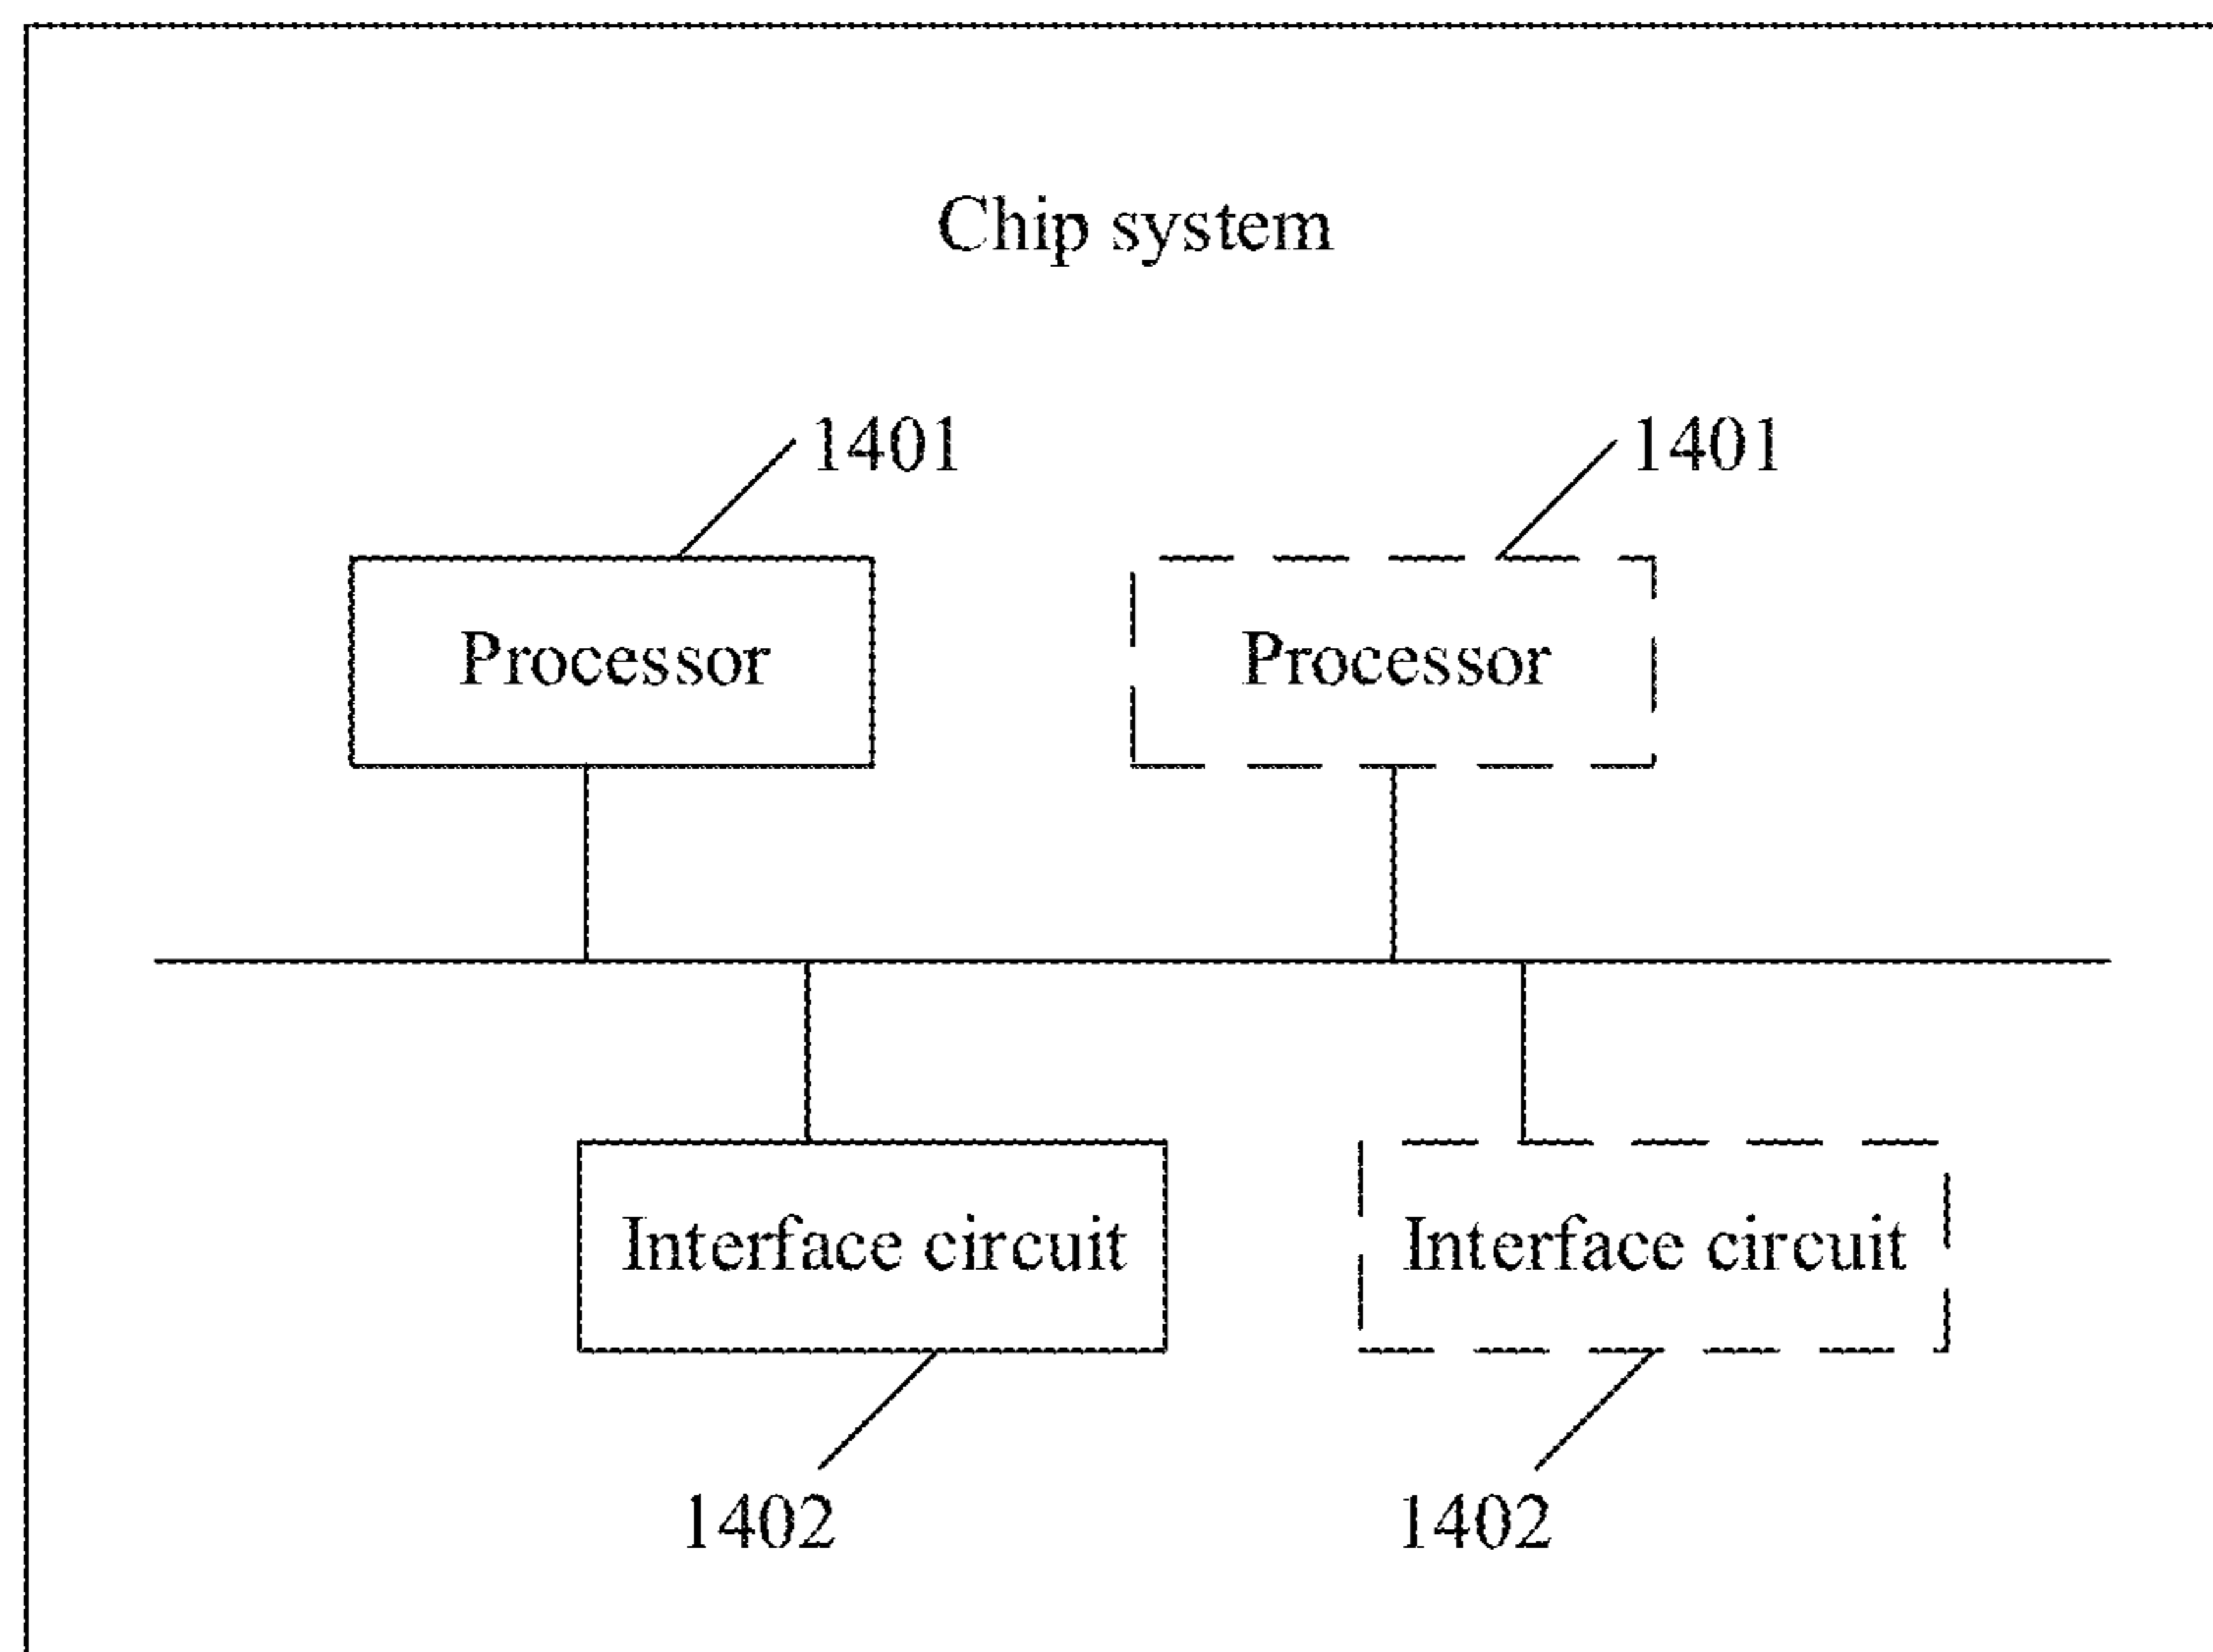 Chip system
1401 1401
Processor Processor
Interface circuit Interface circuit
1402 1402